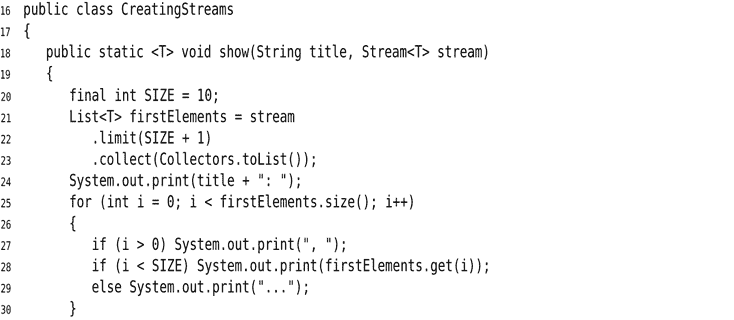 16 public class CreatingStreams
17 {
18    public static <T> void show(String title, Stream<T> stream)
19    {
20       final int SIZE = 10;
21       List<T> firstElements = stream
22          .limit(SIZE + 1)
23          .collect(Collectors.toList());
24       System.out.print(title + ": ");
25       for (int i = 0; i < firstElements.size(); i++)
26       {
27          if (i > 0) System.out.print(", ");
28          if (i < SIZE) System.out.print(firstElements.get(i));
29          else System.out.print("...");
30       }